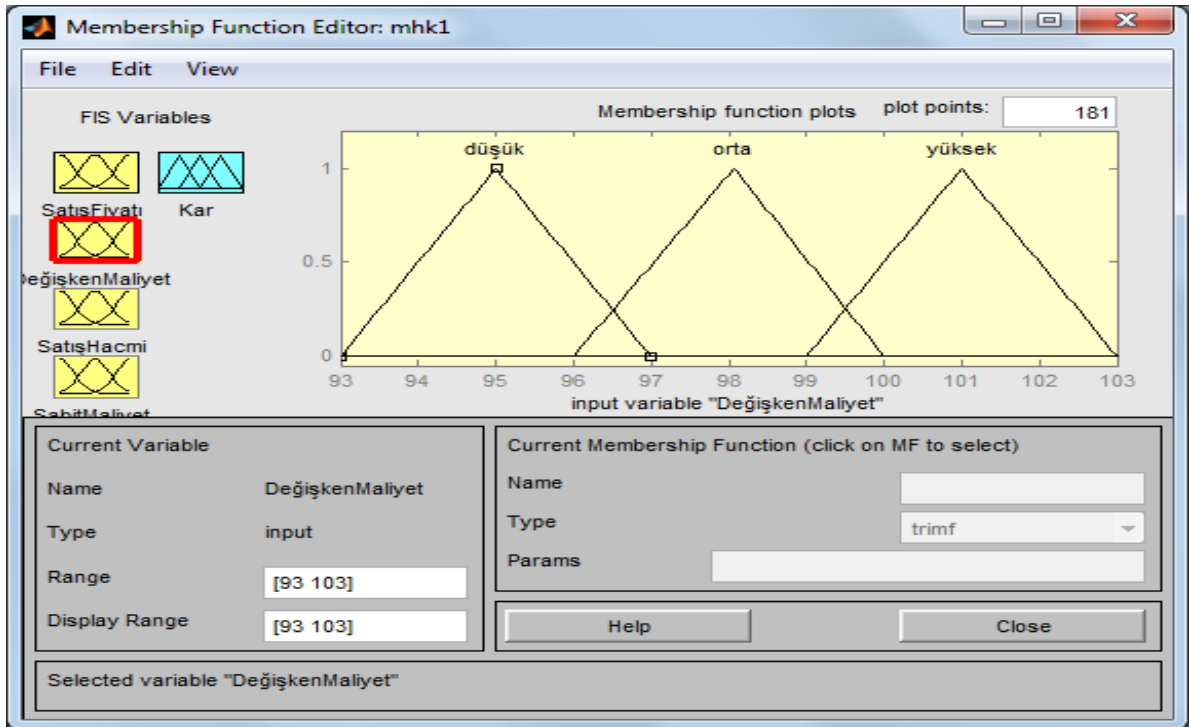 Membership Function Editor: mhk1
File Edit View
FIS Variables
Membership function plots plot points: 181
SatışFiyatı Kar
DeğişkenMaliyet
SatışHacmi
SabitMaliyet
düşük orta yüksek
1
0.5
0
93 94 95 96 97 98 99 100 101 102 103
input variable "DeğişkenMaliyet"
Current Variable
Name DeğişkenMaliyet
Type input
Range [93 103]
Display Range [93 103]
Current Membership Function (click on MF to select)
Name
Type trimf
Params
Help Close
Selected variable "DeğişkenMaliyet"